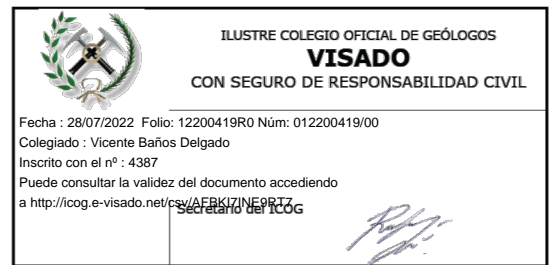 ILUSTRE COLEGIO OFICIAL DE GEÓLOGOS
VISADO
CON SEGURO DE RESPONSABILIDAD CIVIL
Fecha : 28/07/2022 Folio: 12200419R0 Núm: 012200419/00
Colegiado : Vicente Baños Delgado
Inscrito con el nº : 4387
Puede consultar la validez del documento accediendo
a http://icog.e-visado.net/csv/AFBKI7INE9RT7
Secretario del ICOG